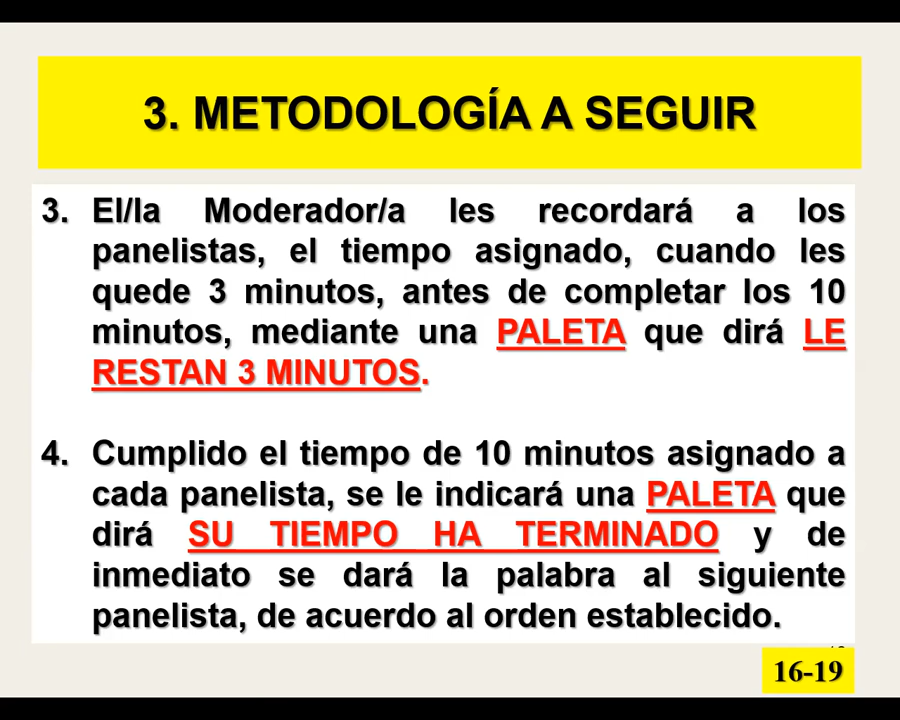 3. METODOLOGÍA A SEGUIR
3. El/la Moderador/a les recordará a los
panelistas, el tiempo asignado, cuando les
quede 3 minutos, antes de completar los 10
minutos, mediante una PALETA que dirá LE
RESTAN 3 MINUTOS.
4. Cumplido el tiempo de 10 minutos asignado a
cada panelista, se le indicará una PALETA que
dirá SU TIEMPO HA TERMINADO y de
inmediato se dará la palabra al siguiente
panelista, de acuerdo al orden establecido.
16-19